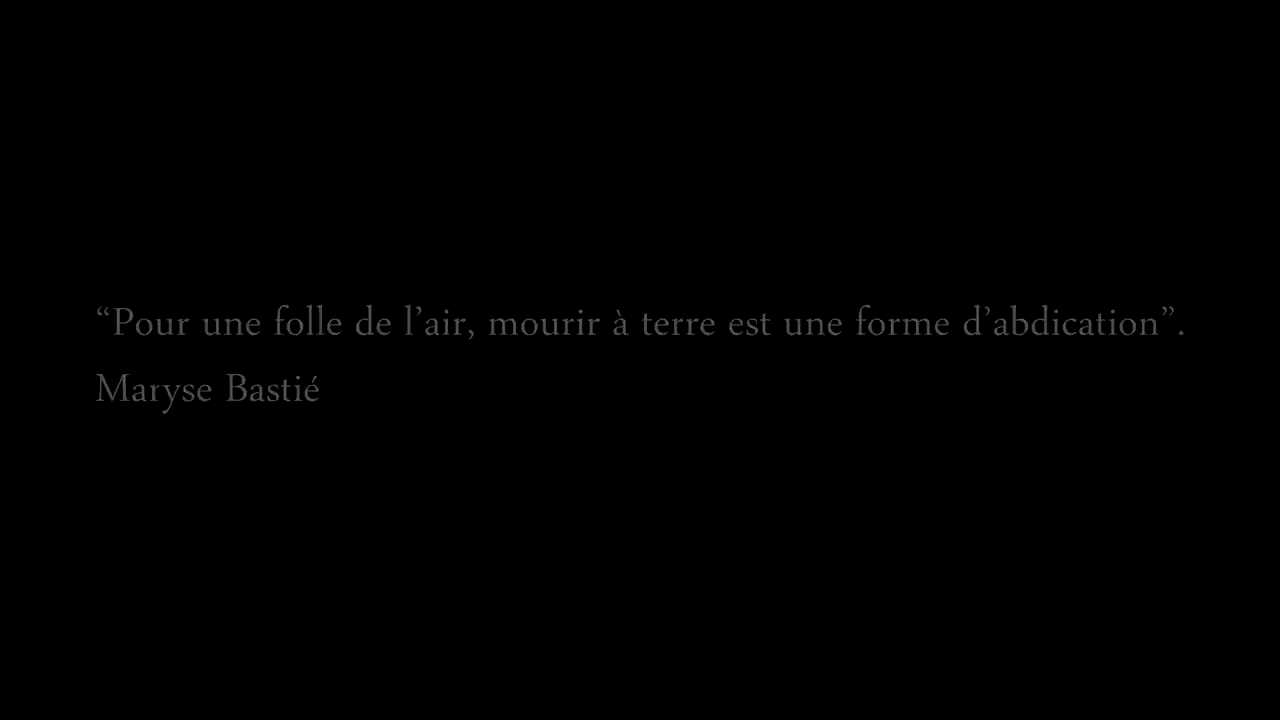 “Pour une folle de l’air, mourir à terre est une forme d’abdication”.
Maryse Bastié